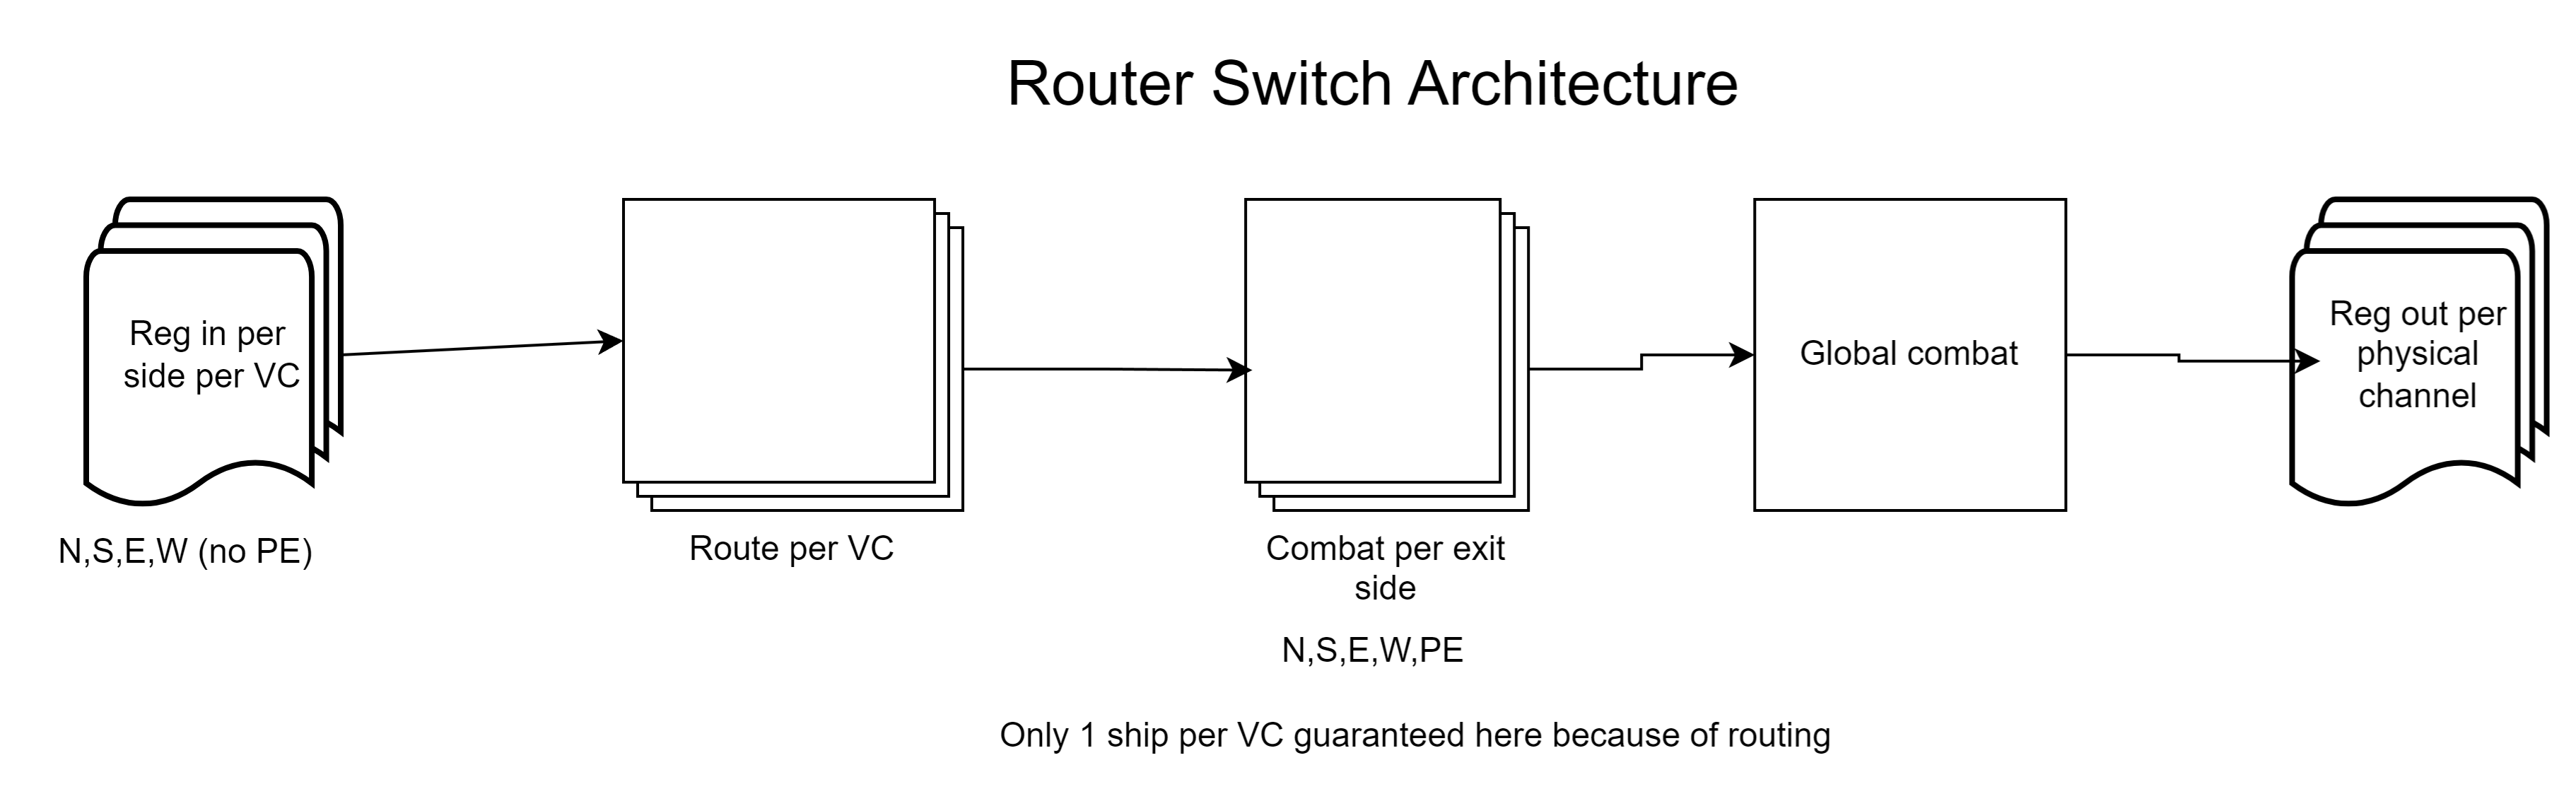 Router Switch Architecture
Reg in per
side per VC
N,S,E,W (no PE)
Route per VC
Combat per exit
side
N,S,E,W,PE
Global combat
Reg out per
physical
channel
Only 1 ship per VC guaranteed here because of routing